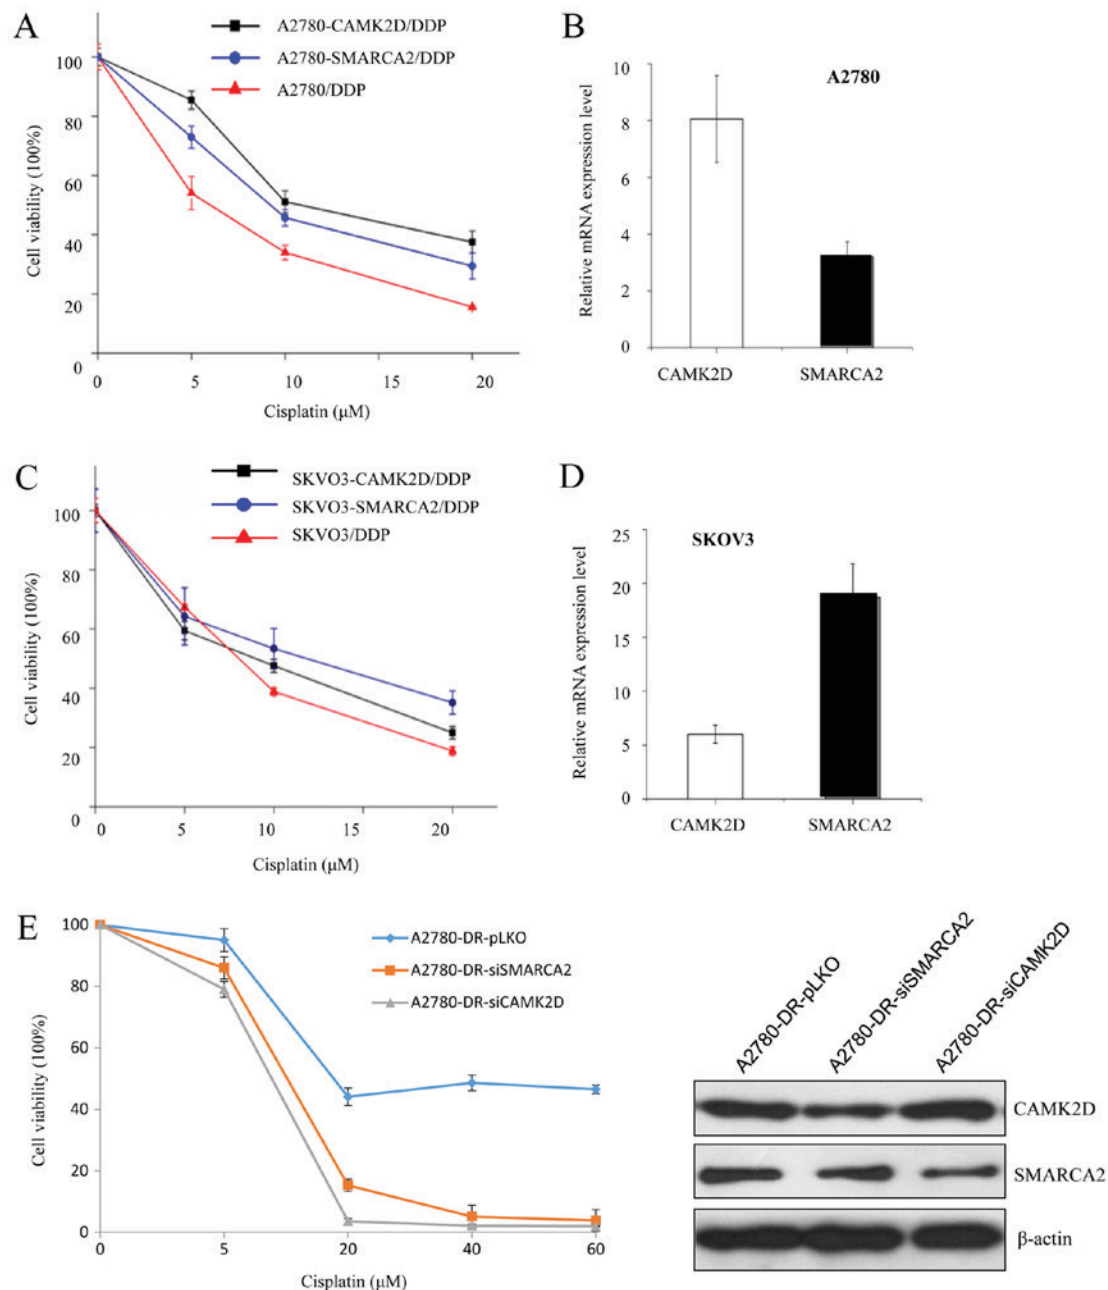 A
A2780-CAMK2D/DDP
A2780-SMARCA2/DDP
A2780/DDP
Cell viability (100%)
100
80
60
40
20
0
0 5 10 15 20
Cisplatin (μM)
B
A2780
Relative mRNA expression level
10
8
6
4
2
0
CAMK2D SMARCA2
C
SKVO3-CAMK2D/DDP
SKVO3-SMARCA2/DDP
SKVO3/DDP
Cell viability (100%)
100
80
60
40
20
0
0 5 10 15 20
Cisplatin (μM)
D
SKOV3
Relative mRNA expression level
25
20
15
10
5
0
CAMK2D SMARCA2
E
A2780-DR-pLKO
A2780-DR-siSMARCA2
A2780-DR-siCAMK2D
Cell viability (100%)
100
80
60
40
20
0
0 5 20 40 60
Cisplatin (μM)
A2780-DR-pLKO
A2780-DR-siSMARCA2
A2780-DR-siCAMK2D
CAMK2D
SMARCA2
β-actin